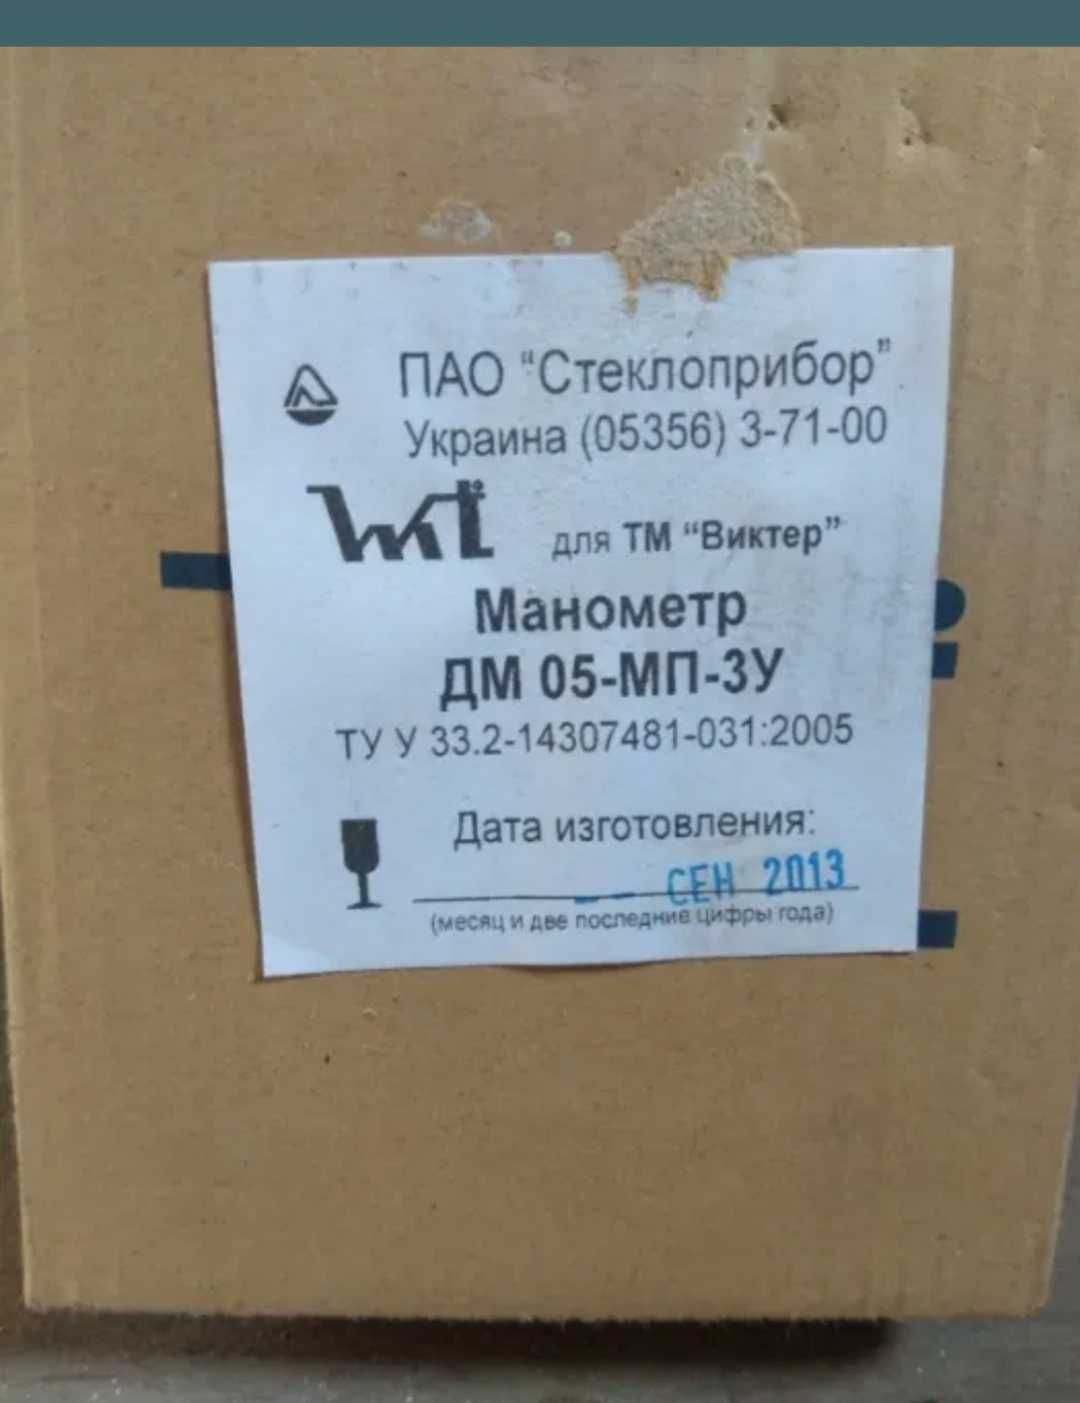 ПАО “Стеклоприбор”
Украина (05356) 3-71-00
для ТМ “Виктер”
Манометр
ДМ 05-МП-3У
ТУ У 33.2-14307481-031:2005
Дата изготовления:
СЕН 2013
(месяц и две последние цифры года)